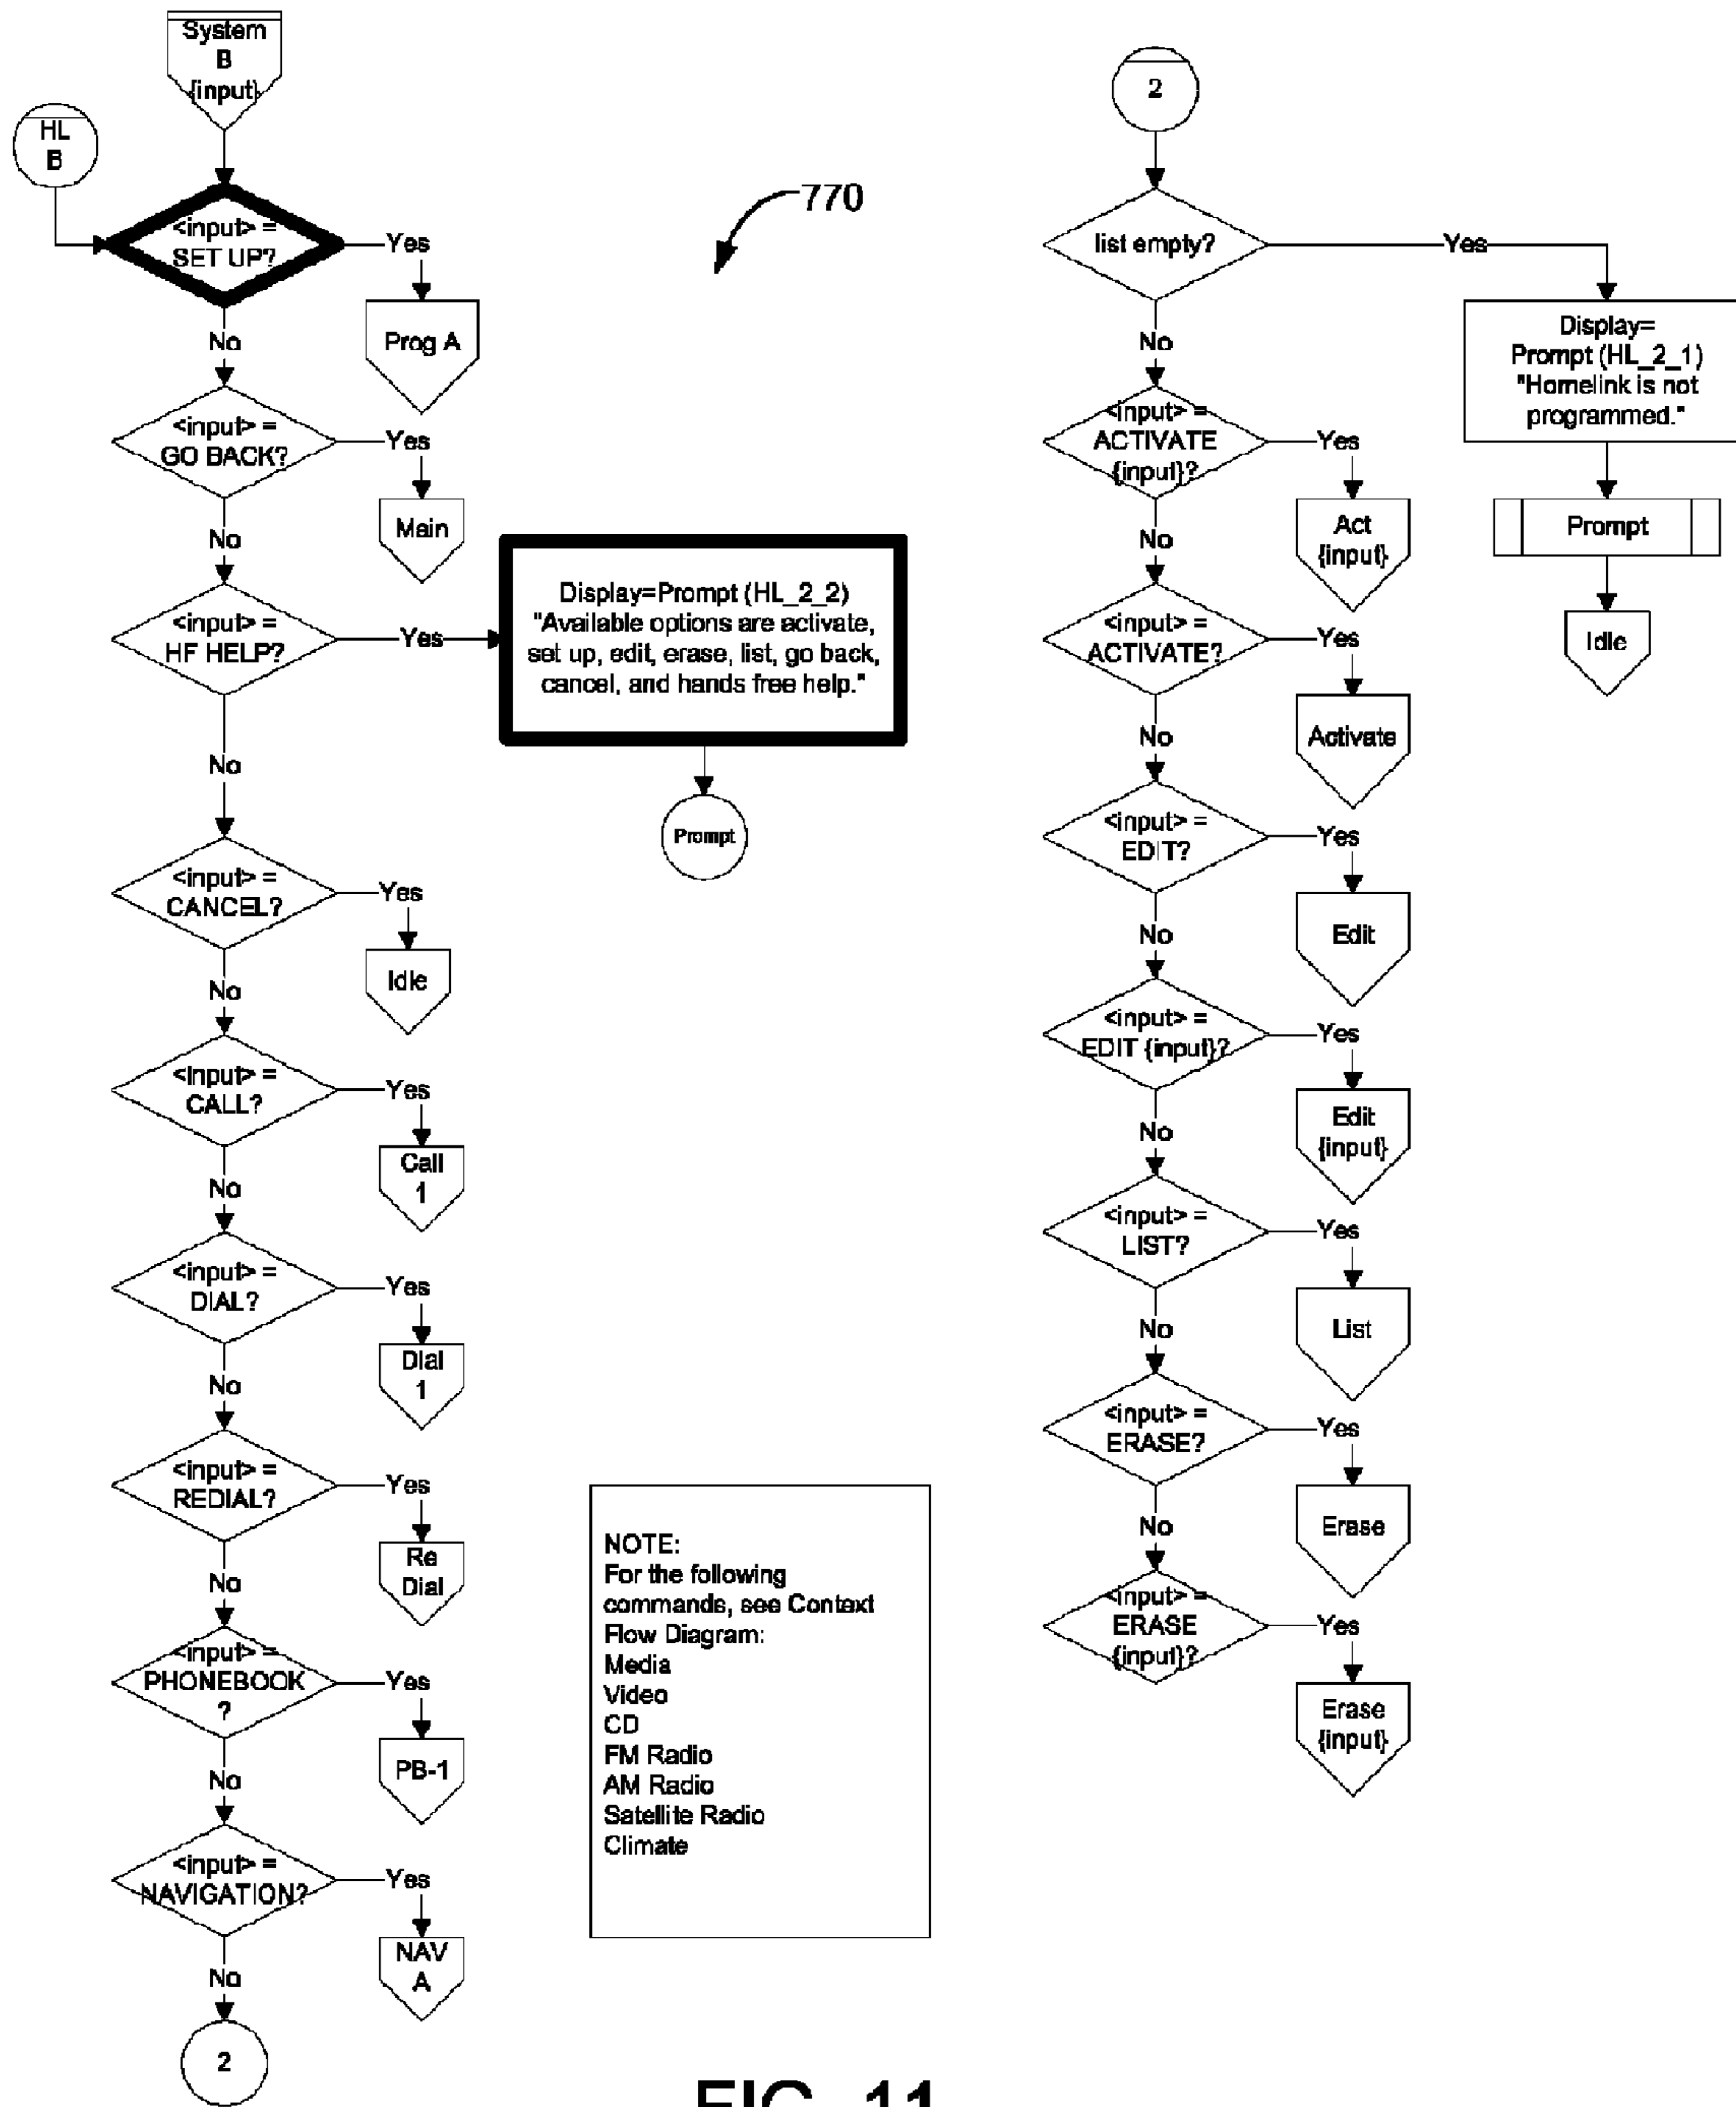 System
B
{input}
HL
B
<input> =
SET UP?
Yes
Prog A
No
<input> =
GO BACK?
Yes
Main
No
<input> =
HF HELP?
Yes
Display=Prompt (HL_2_2)
"Available options are activate,
set up, edit, erase, list, go back,
cancel, and hands free help."
Prompt
No
<input> =
CANCEL?
Yes
Idle
No
<input> =
CALL?
Yes
Call
1
No
<input> =
DIAL?
Yes
Dial
1
No
<input> =
REDIAL?
Yes
Re
Dial
No
<input> =
PHONEBOOK
?
Yes
PB-1
No
<input> =
NAVIGATION?
Yes
NAV
A
No
2
770
NOTE:
For the following
commands, see Context
Flow Diagram:
Media
Video
CD
FM Radio
AM Radio
Satellite Radio
Climate
2
list empty?
Yes
Display=
Prompt (HL_2_1)
"Homelink is not
programmed."
Prompt
Idle
No
<input> =
ACTIVATE
{input}?
Yes
Act
{input}
No
<input> =
ACTIVATE?
Yes
Activate
No
<input> =
EDIT?
Yes
Edit
No
<input> =
EDIT {input}?
Yes
Edit
{input}
No
<input> =
LIST?
Yes
List
No
<input> =
ERASE?
Yes
Erase
No
<input> =
ERASE
{input}?
Yes
Erase
{input}
FIG. 11